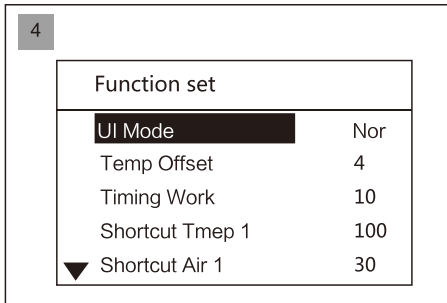 4
Function set
UI Mode Nor
Temp Offset 4
Timing Work 10
Shortcut Tmep 1 100
Shortcut Air 1 30